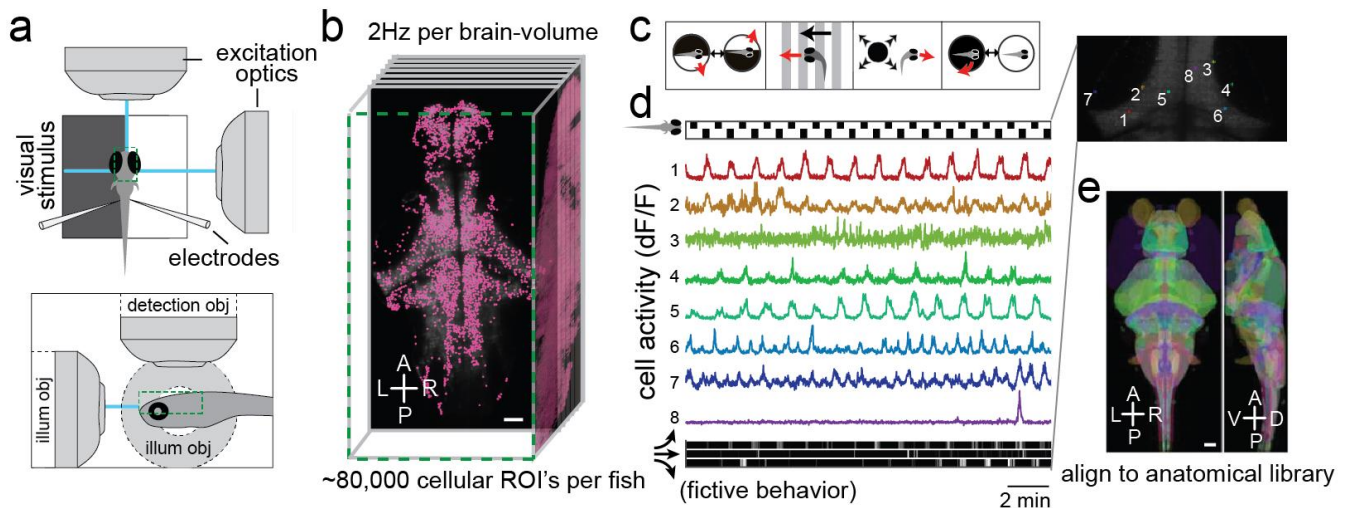 a
excitation
optics
visual
stimulus
electrodes
detection obj
illum obj
illum obj
b
2Hz per brain-volume
A
L R
P
~80,000 cellular ROI's per fish
c
d
cell activity (dF/F)
1
2
3
4
5
6
7
8
(fictive behavior)
2 min
3
8
2
4
7
5
1
6
e
A
L R
P
A
V D
P
align to anatomical library